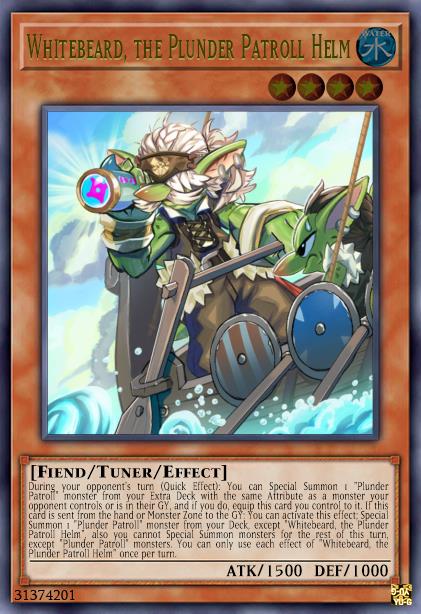 WHITEBEARD, THE PLUNDER PATROLL HELM
WATER
水
[FIEND/TUNER/EFFECT]
During your opponent's turn (Quick Effect): You can Special Summon 1 "Plunder
Patroll" monster from your Extra Deck with the same Attribute as a monster your
opponent controls or is in their GY, and if you do, equip this card you control to it. If this
card is sent from the hand or Monster Zone to the GY: You can activate this effect; Special
Summon 1 "Plunder Patroll" monster from your Deck, except "Whitebeard, the Plunder
Patroll Helm", also you cannot Special Summon monsters for the rest of this turn,
except "Plunder Patroll" monsters. You can only use each effect of "Whitebeard, the
Plunder Patroll Helm" once per turn.
ATK/1500 DEF/1000
31374201